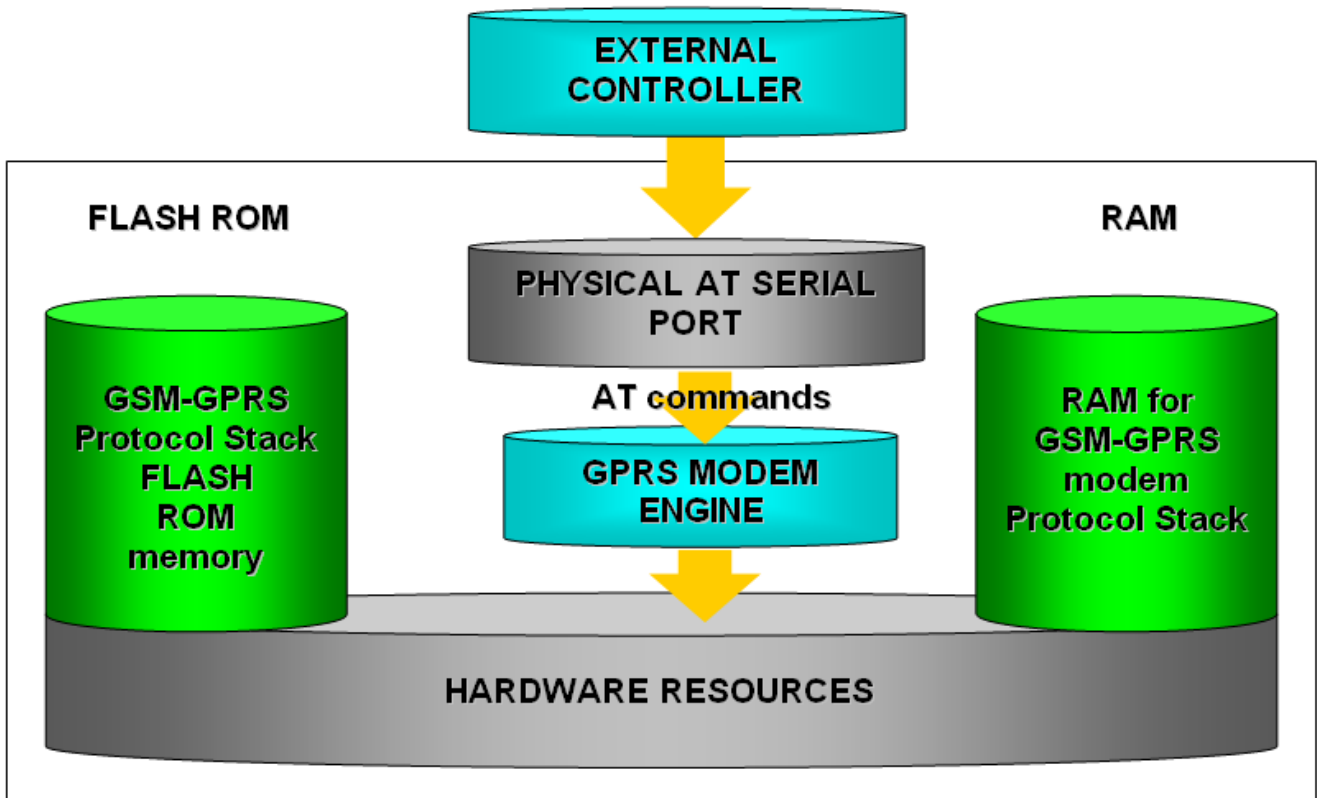 EXTERNAL
CONTROLLER
FLASH ROM
RAM
PHYSICAL AT SERIAL
PORT
AT commands
GSM-GPRS
Protocol Stack
FLASH
ROM
memory
GPRS MODEM
ENGINE
RAM for
GSM-GPRS
modem
Protocol Stack
HARDWARE RESOURCES